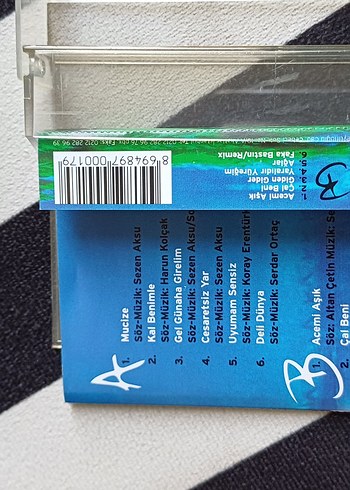 Acemi Aşık
Çal Beni
Giden Gider
Yaralıdır Yüreğim
Ağlar
Faka Bastın/Remix
B
8 694897 000179
A
1. Mucize
Söz-Müzik: Sezen Aksu
2. Kal Benimle
Söz-Müzik: Harun Kolçak
3. Gel Günaha Girelim
Söz-Müzik: Sezen Aksu/So
4. Cesaretsiz Yar
Söz-Müzik: Sezen Aksu
5. Uyumam Sensiz
Söz-Müzik: Koray Erentürk
6. Deli Dünya
Söz-Müzik: Serdar Ortaç
B
1. Acemi Aşık
Söz: Altan Çetin Müzik: Se
2. Çal Beni